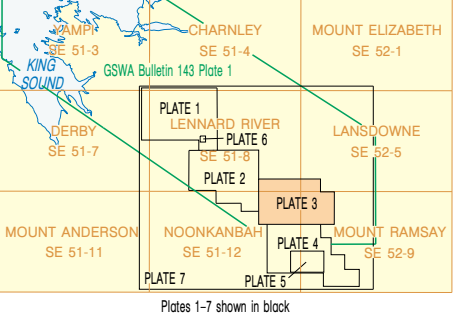 YAMPI
SE 51-3
CHARNLEY
SE 51-4
MOUNT ELIZABETH
SE 52-1
KING
SOUND
GSWA Bulletin 143 Plate 1
PLATE 1
DERBY
SE 51-7
LENNARD RIVER
SE 51-8
PLATE 6
LANSDOWNE
SE 52-5
PLATE 2
PLATE 3
MOUNT ANDERSON
SE 51-11
NOONKANBAH
SE 51-12
PLATE 4
MOUNT RAMSAY
SE 52-9
PLATE 7
PLATE 5
Plates 1-7 shown in black